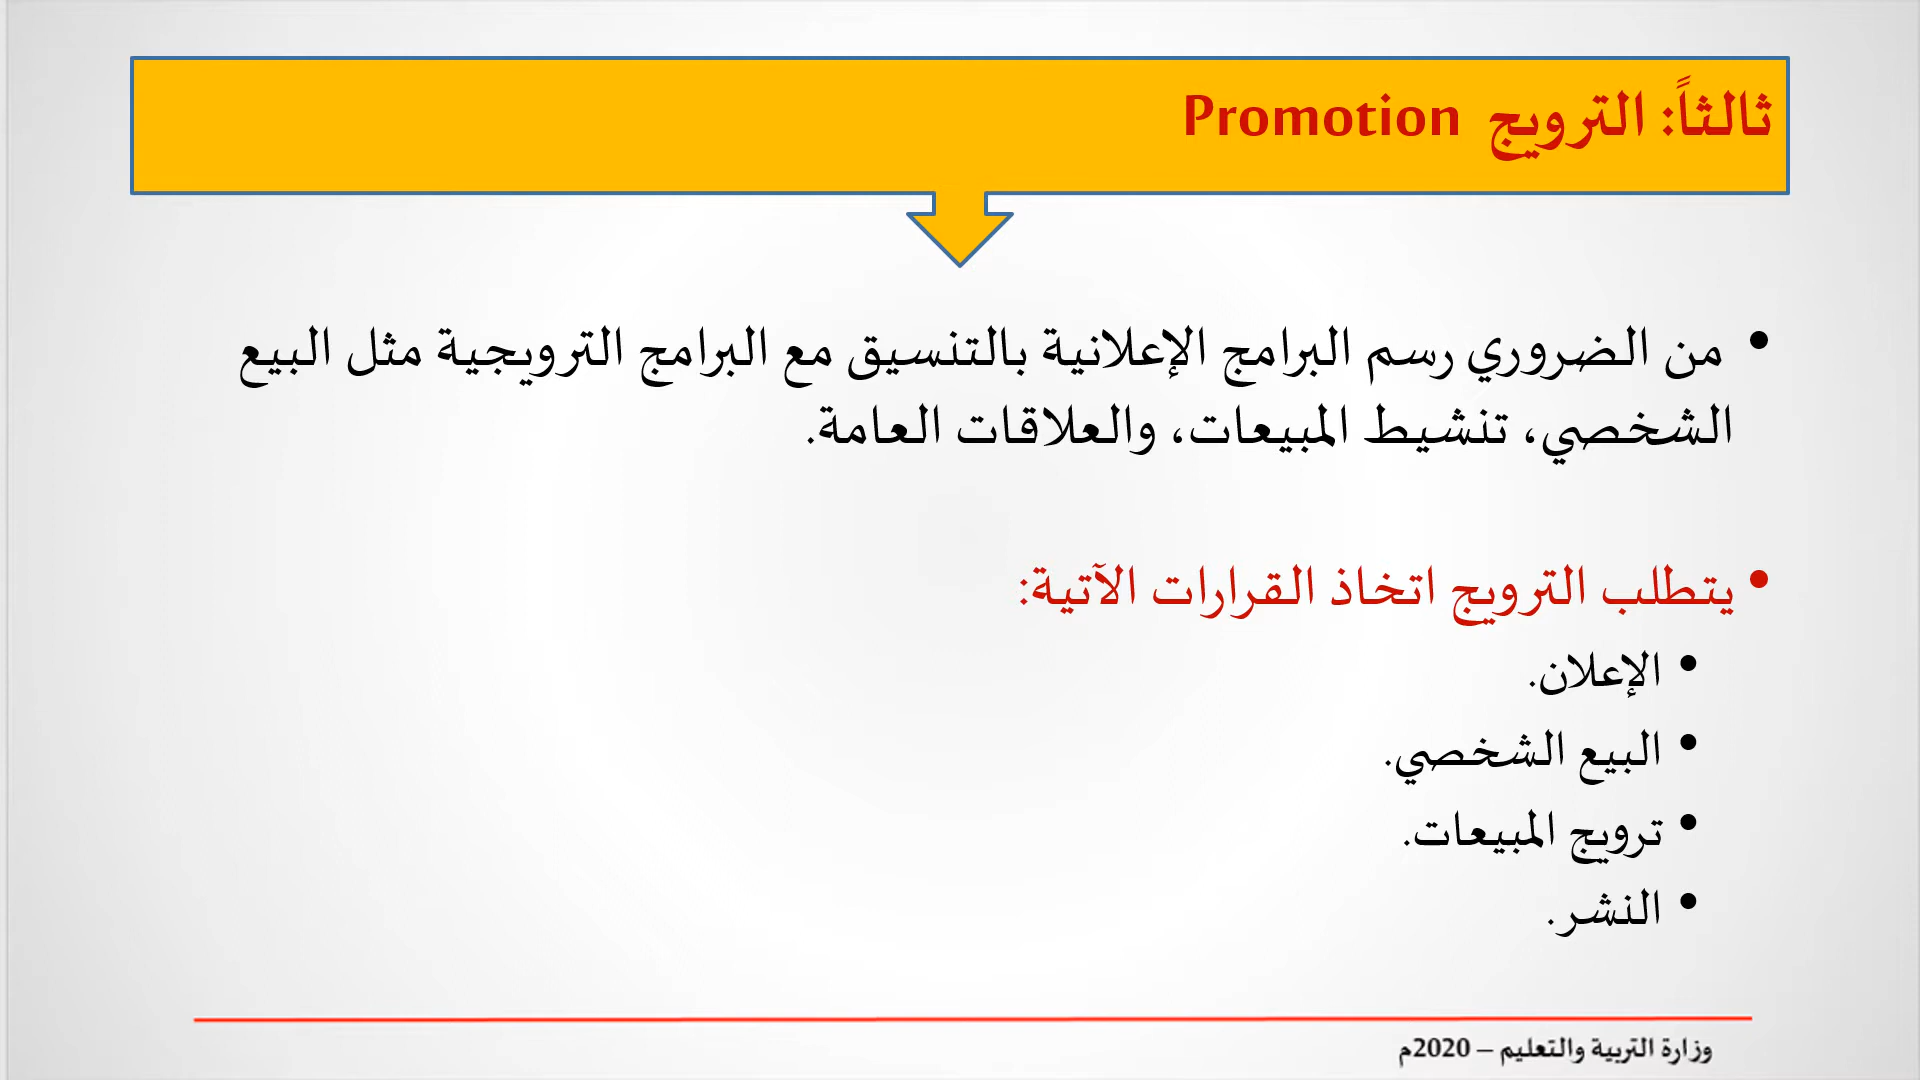 ثالثاً: الترويج Promotion
• من الضروري رسم البرامج الإعلانية بالتنسيق مع البرامج الترويجية مثل البيع
الشخصي، تنشيط المبيعات، والعلاقات العامة.
• يتطلب الترويج اتخاذ القرارات الآتية:
• الإعلان.
• البيع الشخصي.
• ترويج المبيعات.
• النشر.
وزارة التربية والتعليم – 2020م